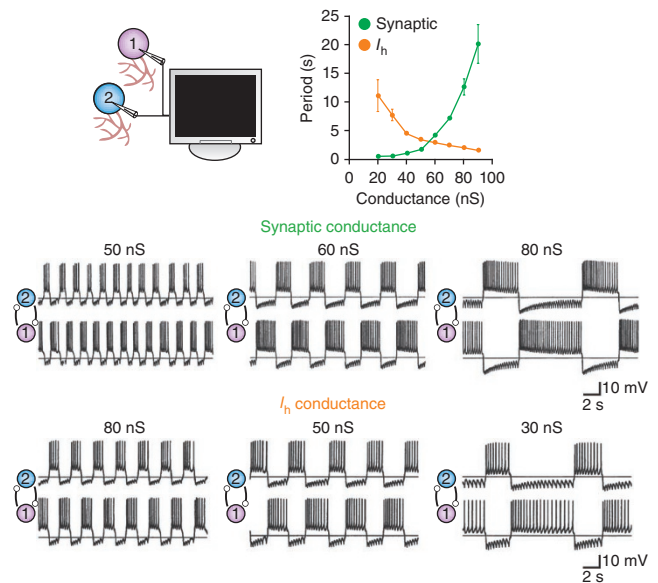 1
2
Synaptic
Ih
Period (s)
25
20
15
10
5
0
0 20 40 60 80 100
Conductance (nS)
Synaptic conductance
50 nS 60 nS 80 nS
2 2 2
1 1 1
10 mV
2 s
Ih conductance
80 nS 50 nS 30 nS
2 2 2
1 1 1
10 mV
2 s